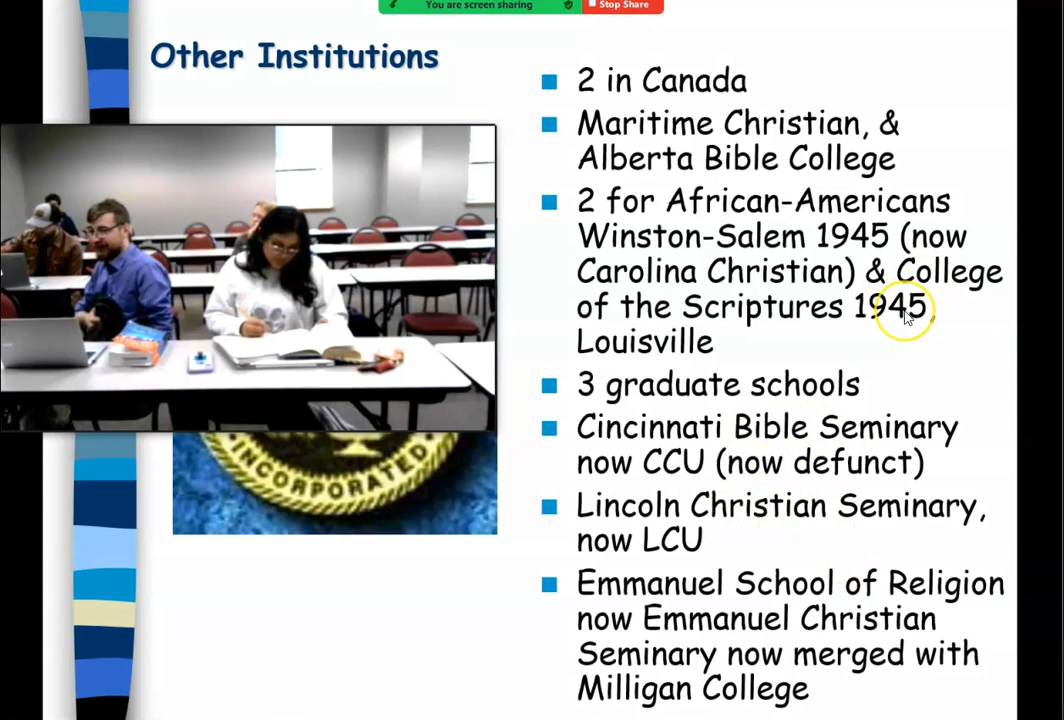 You are screen sharing
Stop Share
Other Institutions
2 in Canada
Maritime Christian, &
Alberta Bible College
2 for African-Americans
Winston-Salem 1945 (now
Carolina Christian) & College
of the Scriptures 1945,
Louisville
3 graduate schools
Cincinnati Bible Seminary
now CCU (now defunct)
Lincoln Christian Seminary,
now LCU
Emmanuel School of Religion
now Emmanuel Christian
Seminary now merged with
Milligan College
INCORPORATED